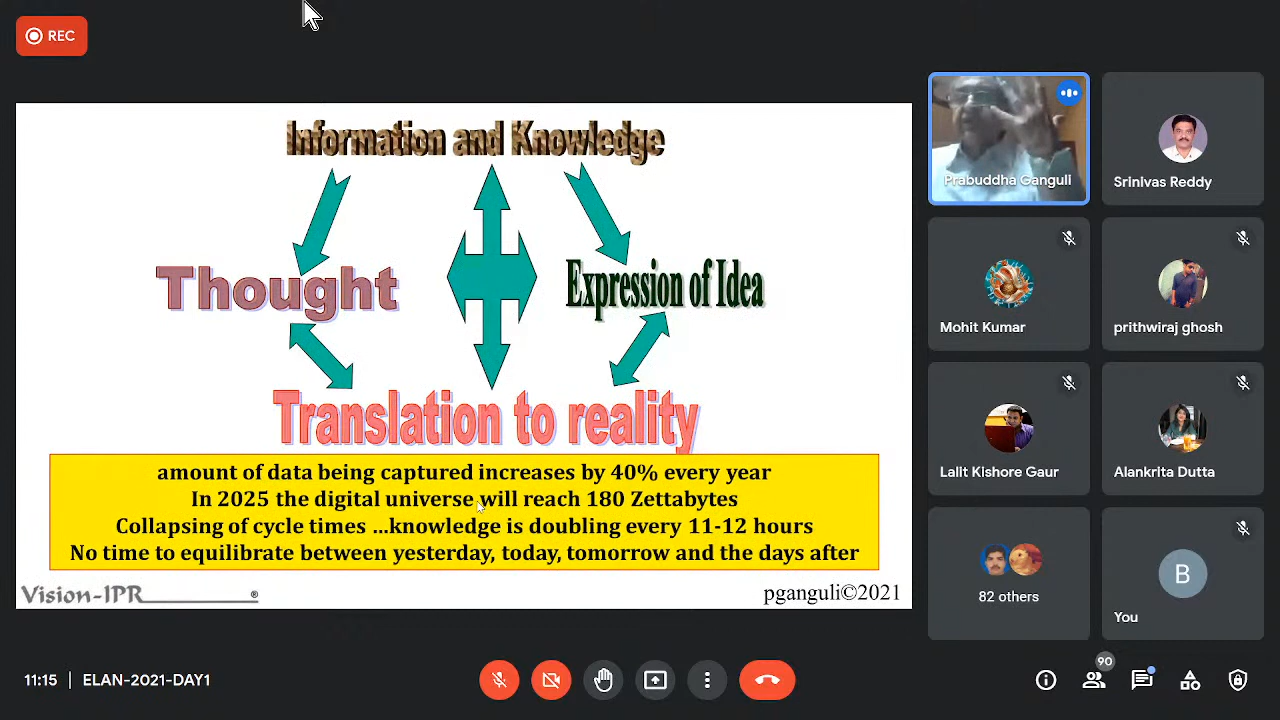 REC
Information and Knowledge
Thought
Expression of Idea
Translation to reality
amount of data being captured increases by 40% every year
In 2025 the digital universe will reach 180 Zettabytes
Collapsing of cycle times ...knowledge is doubling every 11-12 hours
No time to equilibrate between yesterday, today, tomorrow and the days after
Vision-IPR ®
pganguli©2021
Prabuddha Ganguli
Srinivas Reddy
Mohit Kumar
prithwiraj ghosh
Lalit Kishore Gaur
Alankrita Dutta
82 others
B
You
11:15 | ELAN-2021-DAY1
90